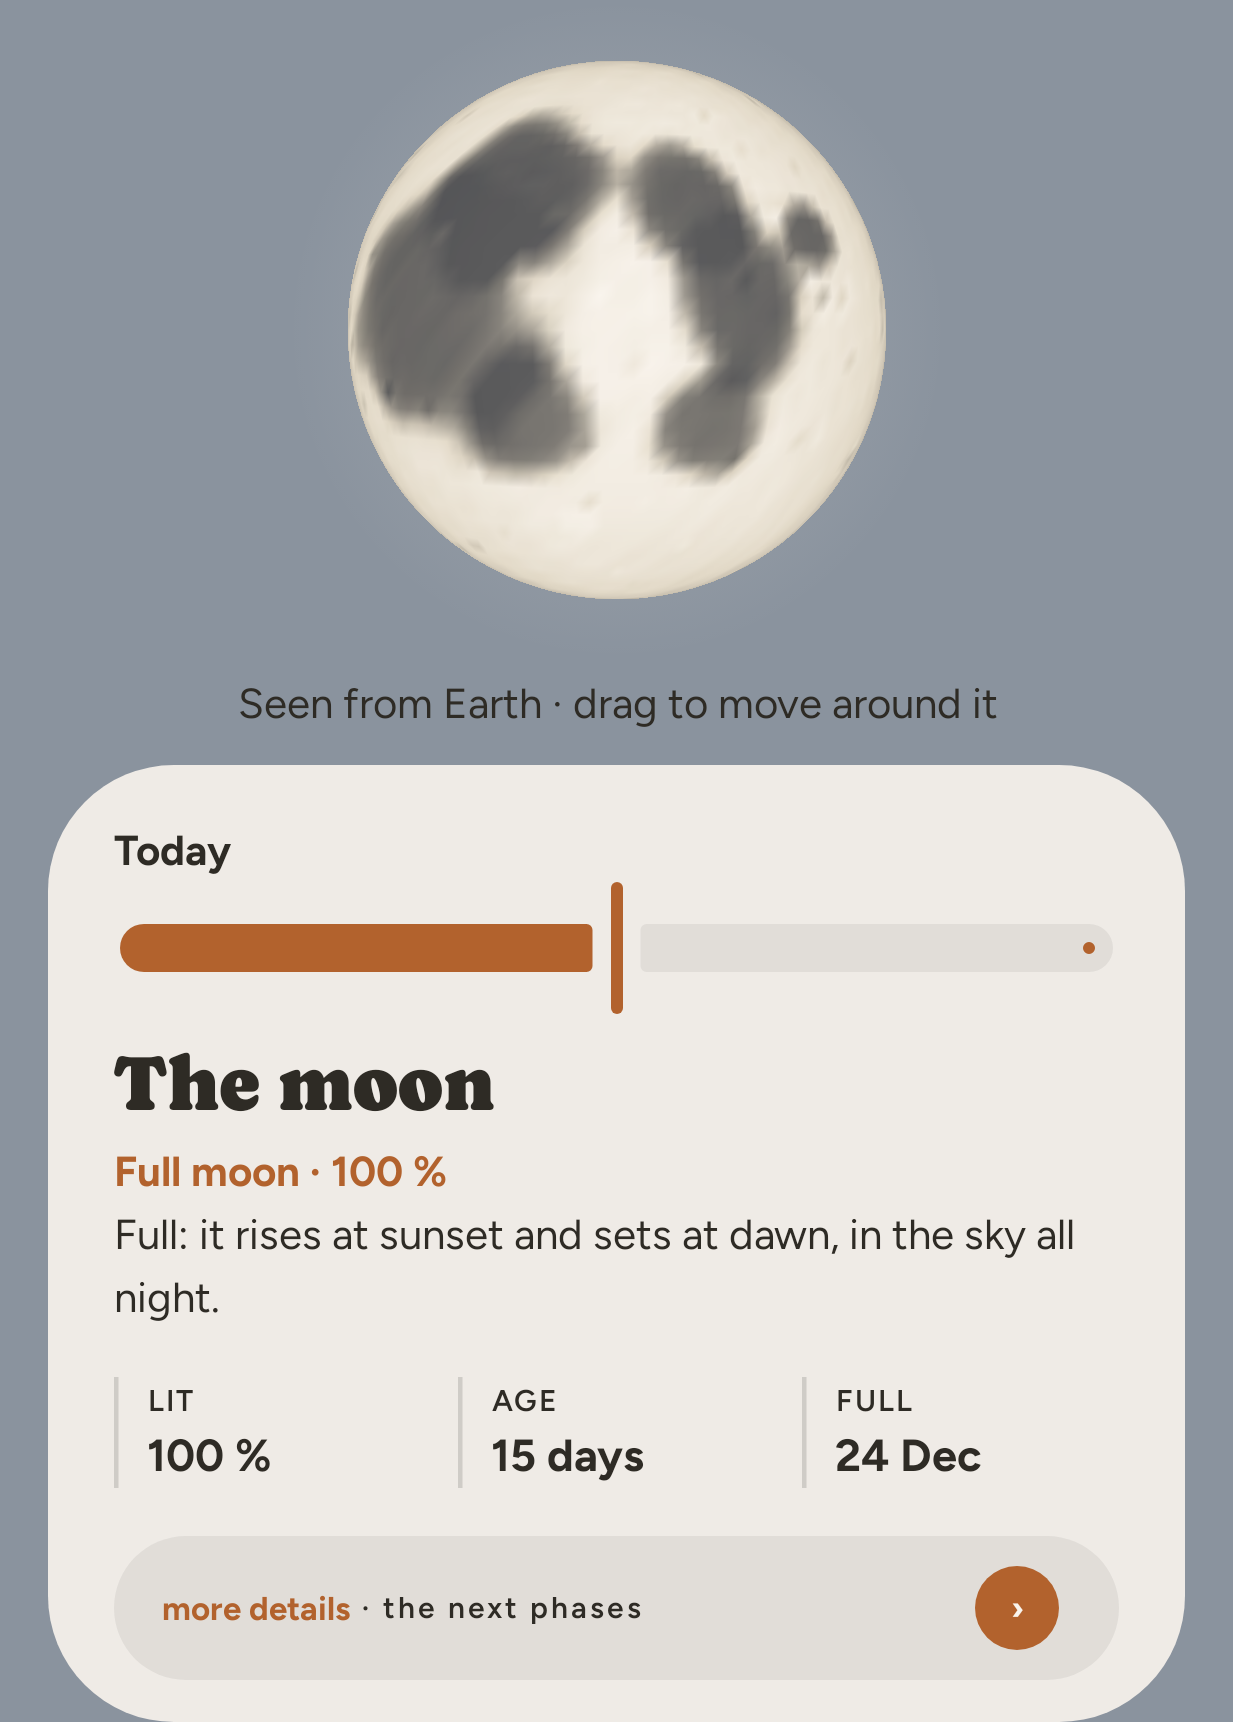 Seen from Earth · drag to move around it
Today
The moon
Full moon · 100 %
Full: it rises at sunset and sets at dawn, in the sky all
night.
LIT
100 %
AGE
15 days
FULL
24 Dec
more details · the next phases
›